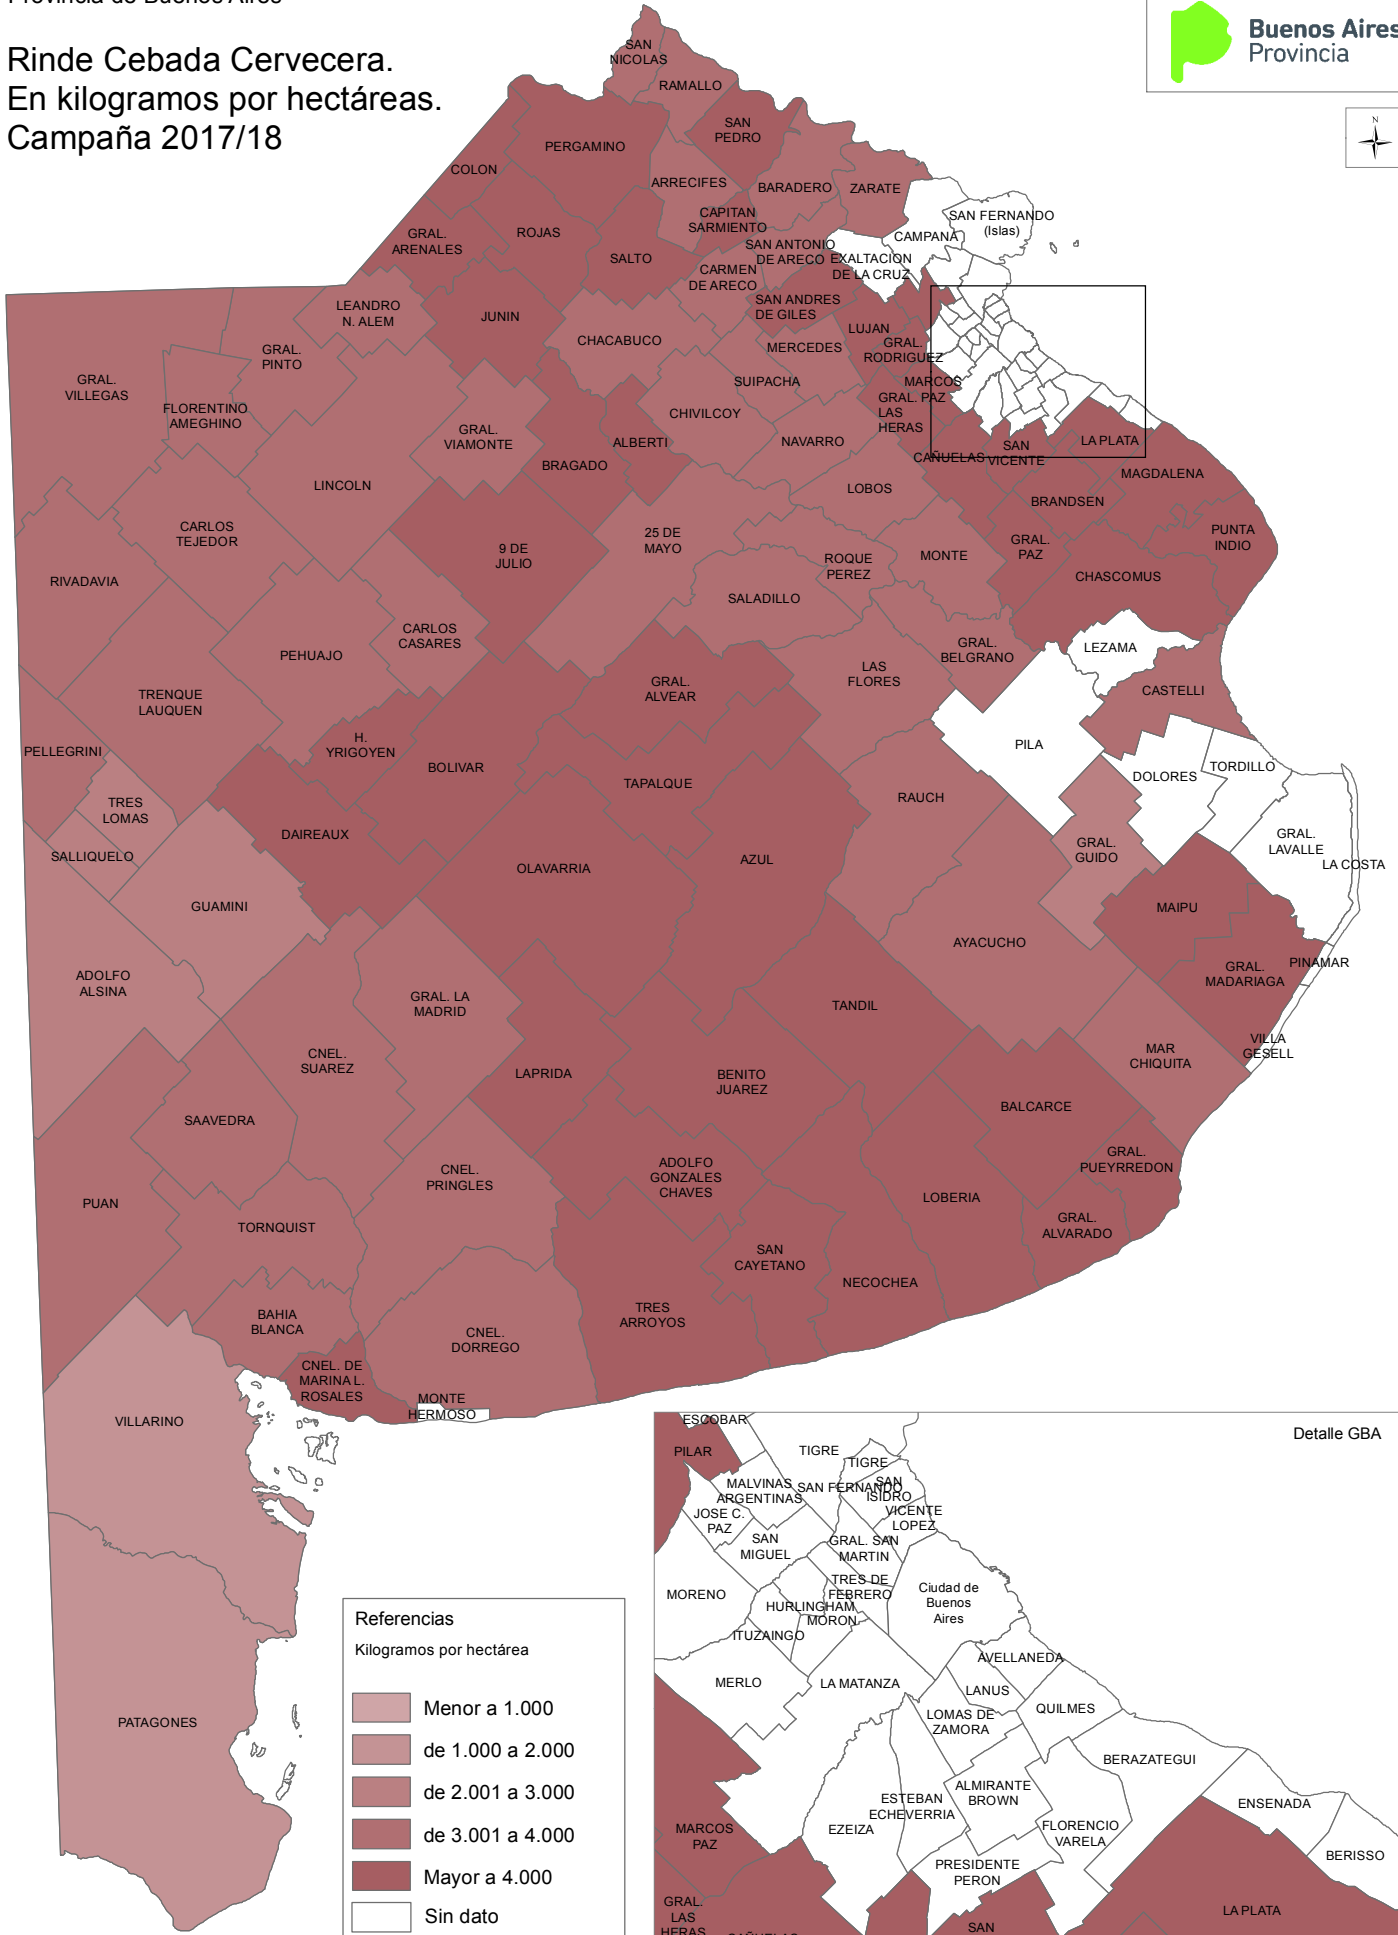 Provincia de Buenos Aires
Rinde Cebada Cervecera.
En kilogramos por hectáreas.
Campaña 2017/18
Buenos Aires
Provincia
N
SAN
NICOLAS
RAMALLO
SAN
PEDRO
PERGAMINO
COLON
ARRECIFES
BARADERO
ZARATE
CAPITAN
SARMIENTO
SAN FERNANDO
(Islas)
CAMPANA
GRAL.
ARENALES
ROJAS
SALTO
SAN ANTONIO
DE ARECO
EXALTACION
DE LA CRUZ
CARMEN
DE ARECO
SAN ANDRES
DE GILES
LEANDRO
N. ALEM
JUNIN
CHACABUCO
MERCEDES
LUJAN
GRAL.
RODRIGUEZ
GRAL.
PINTO
GRAL.
VILLEGAS
FLORENTINO
AMEGHINO
SUIPACHA
MARCOS
PAZ
GRAL.
LAS
HERAS
CHIVILCOY
GRAL.
VIAMONTE
ALBERTI
NAVARRO
BRAGADO
CAÑUELAS
SAN
VICENTE
LA PLATA
MAGDALENA
LINCOLN
LOBOS
BRANDSEN
CARLOS
TEJEDOR
25 DE
MAYO
PUNTA
INDIO
9 DE
JULIO
ROQUE
PEREZ
MONTE
GRAL.
PAZ
RIVADAVIA
CHASCOMUS
SALADILLO
CARLOS
CASARES
PEHUAJO
GRAL.
BELGRANO
LEZAMA
LAS
FLORES
GRAL.
ALVEAR
CASTELLI
TRENQUE
LAUQUEN
H.
YRIGOYEN
PELLEGRINI
PILA
BOLIVAR
TAPALQUE
DOLORES
TORDILLO
TRES
LOMAS
RAUCH
DAIREAUX
GRAL.
LAVALLE
LA COSTA
GRAL.
GUIDO
SALLIQUELO
OLAVARRIA
AZUL
GUAMINI
MAIPU
AYACUCHO
ADOLFO
ALSINA
GRAL.
MADARIAGA
PINAMAR
GRAL. LA
MADRID
TANDIL
VILLA
GESELL
CNEL.
SUAREZ
MAR
CHIQUITA
LAPRIDA
BENITO
JUAREZ
BALCARCE
SAAVEDRA
GRAL.
PUEYRREDON
ADOLFO
GONZALES
CHAVES
CNEL.
PRINGLES
LOBERIA
PUAN
TORNQUIST
GRAL.
ALVARADO
SAN
CAYETANO
NECOCHEA
TRES
ARROYOS
BAHIA
BLANCA
CNEL.
DORREGO
CNEL. DE
MARINA L.
ROSALES
MONTE
HERMOSO
VILLARINO
PATAGONES
Referencias
Kilogramos por hectárea
Menor a 1.000
de 1.000 a 2.000
de 2.001 a 3.000
de 3.001 a 4.000
Mayor a 4.000
Sin dato
Detalle GBA
ESCOBAR
PILAR
TIGRE
TIGRE
MALVINAS
ARGENTINAS
SAN FERNANDO
SAN
ISIDRO
JOSE C.
PAZ
VICENTE
LOPEZ
SAN
MIGUEL
GRAL. SAN
MARTIN
MORENO
TRES DE
FEBRERO
Ciudad de
Buenos
Aires
HURLINGHAM
MORON
ITUZAINGO
AVELLANEDA
MERLO
LA MATANZA
LANUS
QUILMES
LOMAS DE
ZAMORA
BERAZATEGUI
ALMIRANTE
BROWN
ESTEBAN
ECHEVERRIA
ENSENADA
EZEIZA
FLORENCIO
VARELA
MARCOS
PAZ
BERISSO
PRESIDENTE
PERON
GRAL.
LAS
HERAS
LA PLATA
SAN
CAÑUELAS